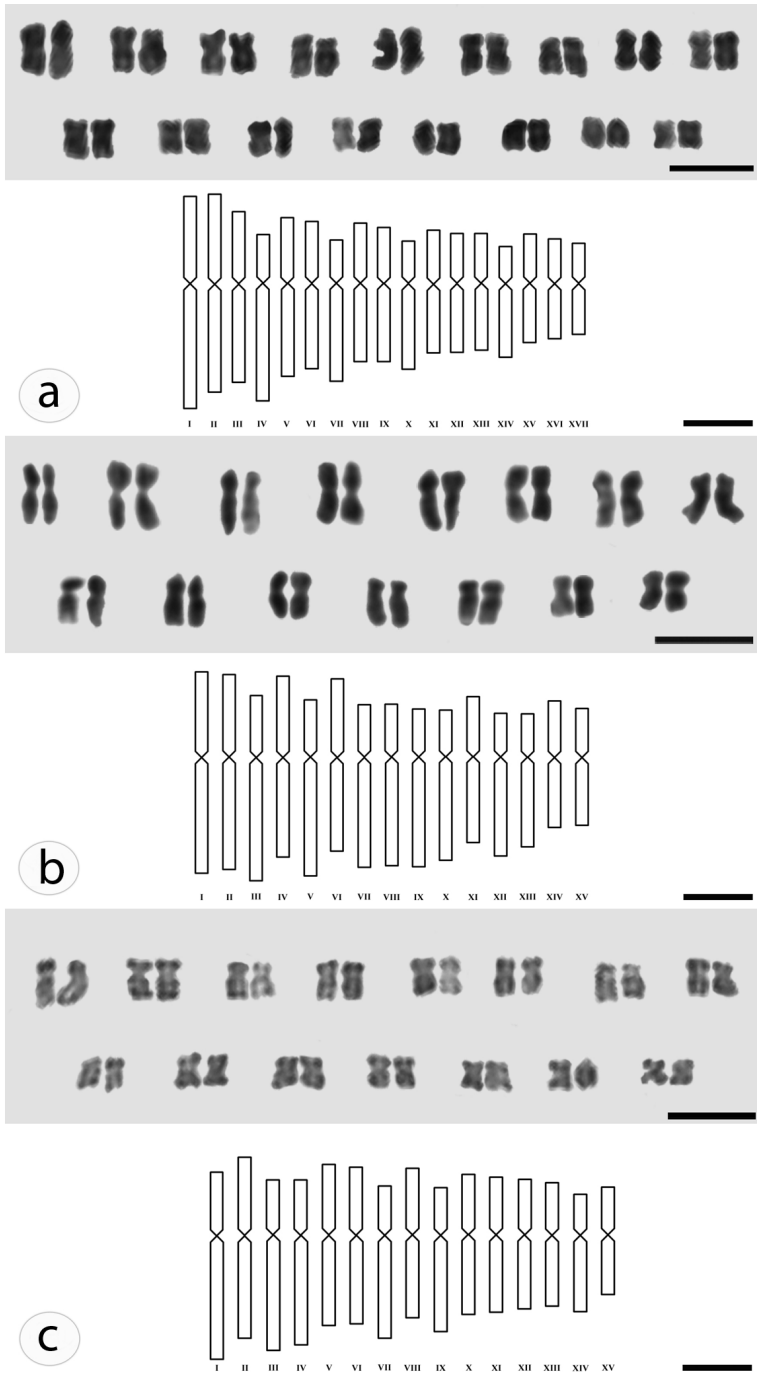 a
I II III IV V VI VII VIII IX X XI XII XIII XIV XV XVI XVII
b
I II III IV V VI VII VIII IX X XI XII XIII XIV XV
c
I II III IV V VI VII VIII IX X XI XII XIII XIV XV